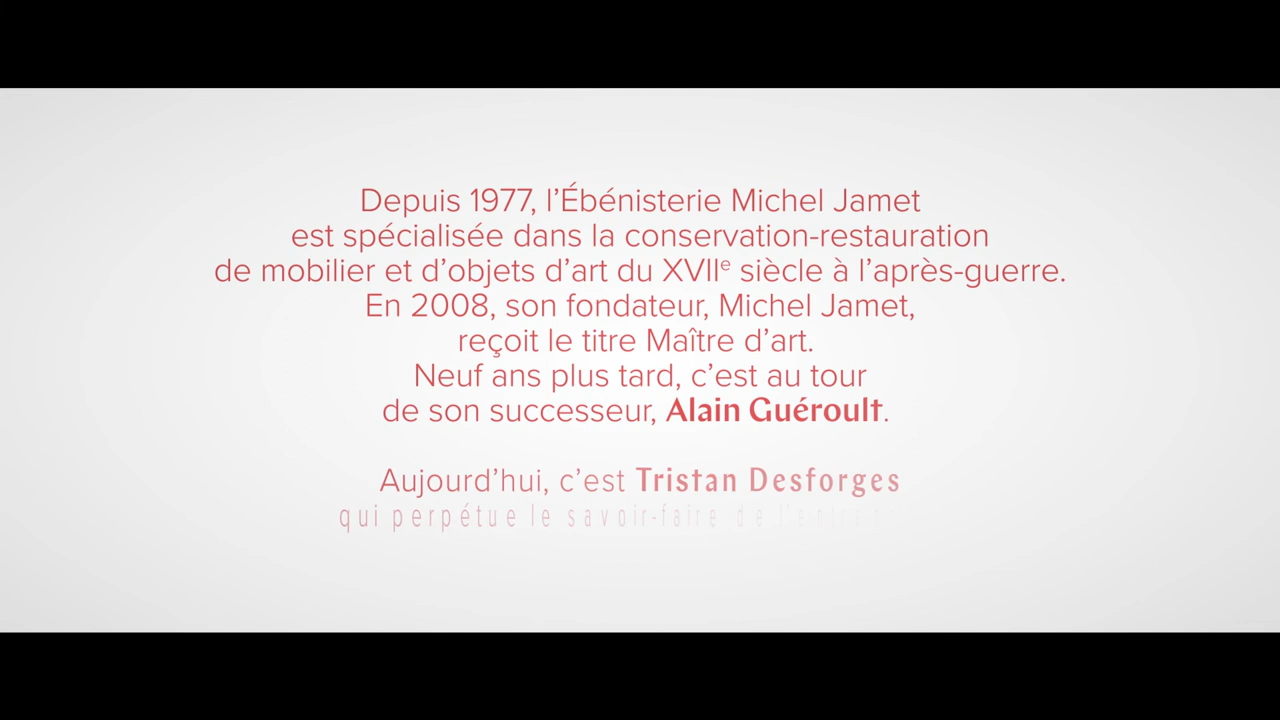 Depuis 1977, l’Ébénisterie Michel Jamet
est spécialisée dans la conservation-restauration
de mobilier et d’objets d’art du XVIIe siècle à l’après-guerre.
En 2008, son fondateur, Michel Jamet,
reçoit le titre Maître d’art.
Neuf ans plus tard, c’est au tour
de son successeur, Alain Guéroult.
Aujourd’hui, c’est Tristan Desforges
qui perpétue le savoir-faire de